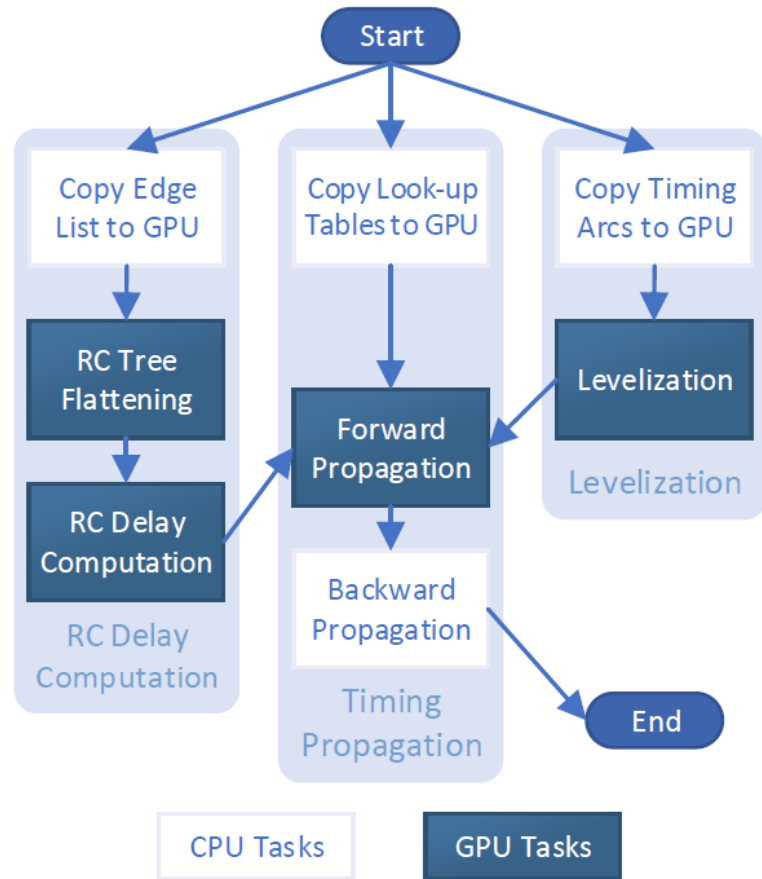 Start
Copy Edge
List to GPU
RC Tree
Flattening
RC Delay
Computation
RC Delay
Computation
Copy Look-up
Tables to GPU
Forward
Propagation
Backward
Propagation
Timing
Propagation
Copy Timing
Arcs to GPU
Levelization
Levelization
End
CPU Tasks
GPU Tasks